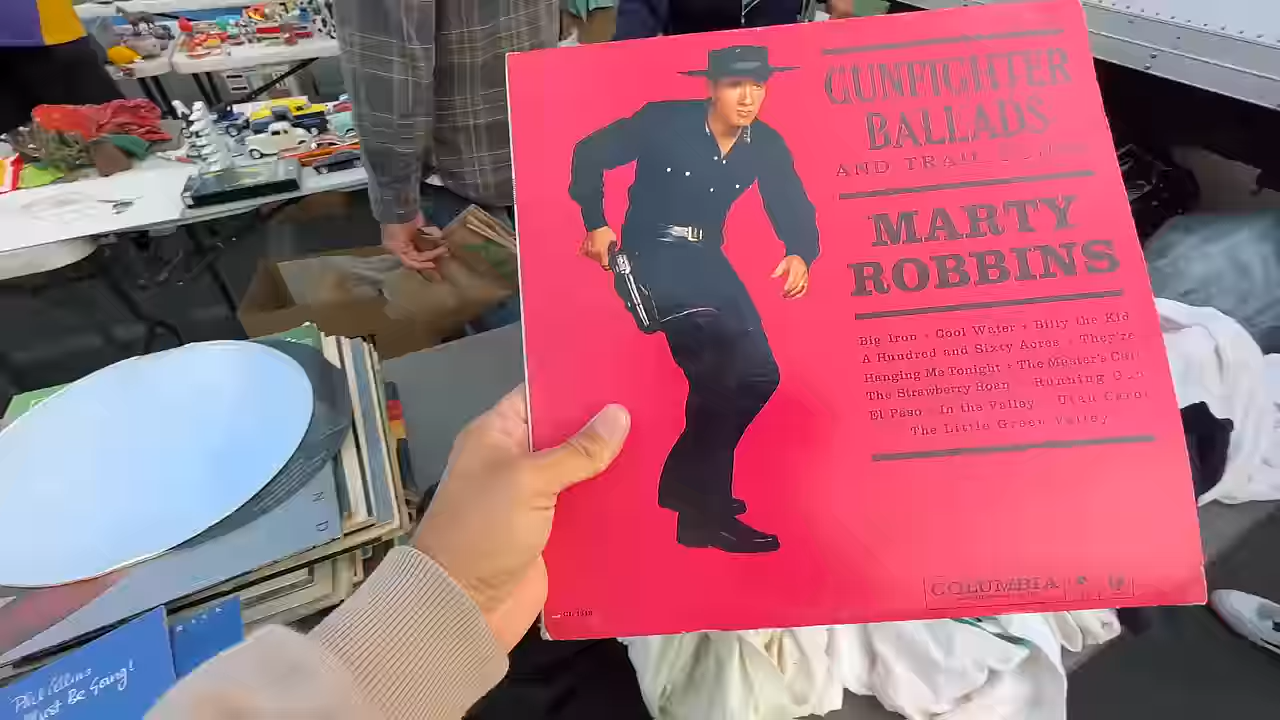 GUNFIGHTER
BALLADS
AND TRAIL SONGS
MARTY
ROBBINS
Big Iron • Cool Water • Billy the Kid
A Hundred and Sixty Acres • They're
Hanging Me Tonight • The Master's Call
The Strawberry Roan Running Gun
El Paso • In the Valley Utah Carol
The Little Green Valley
COLUMBIA
N D
Phil Collins
Must Be Going!